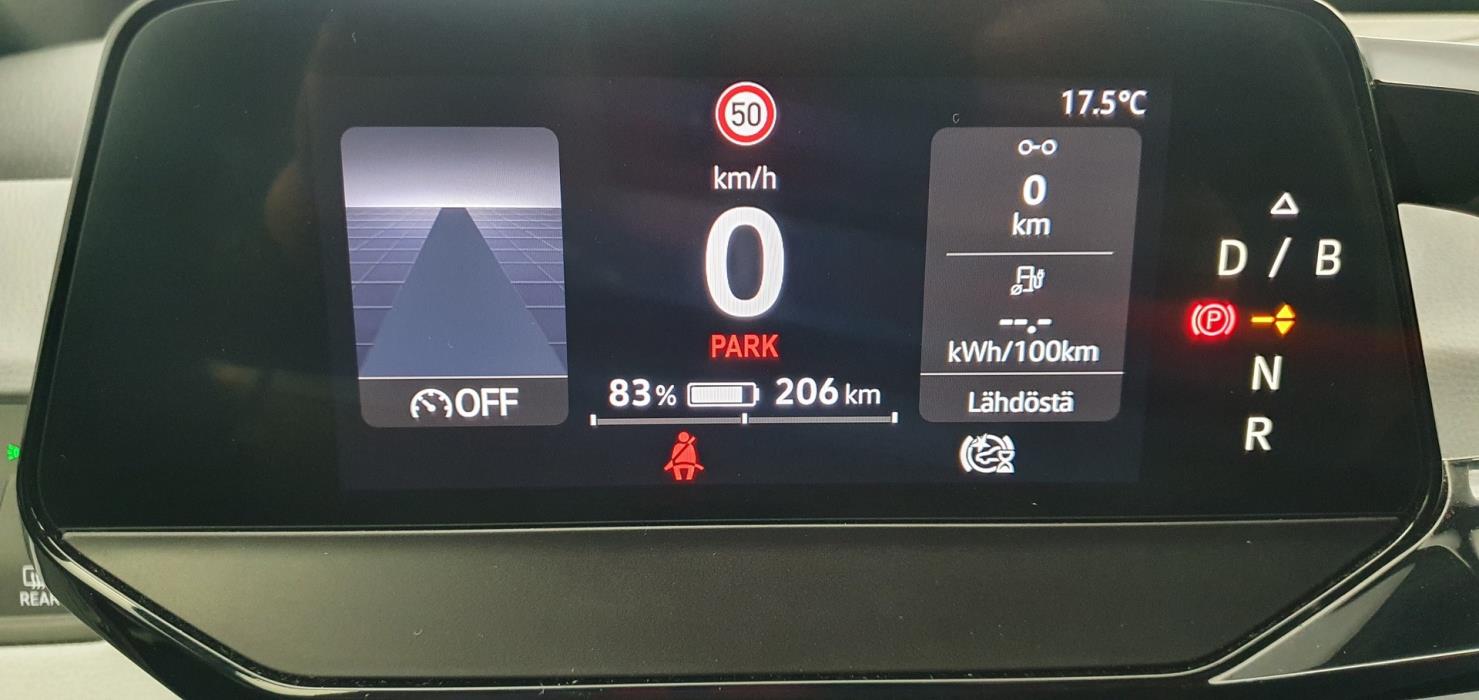 50
17.5°C
km/h
0
PARK
83% 206 km
OFF
0
km
--.-
kWh/100km
Lähdöstä
D / B
P
N
R
REAR